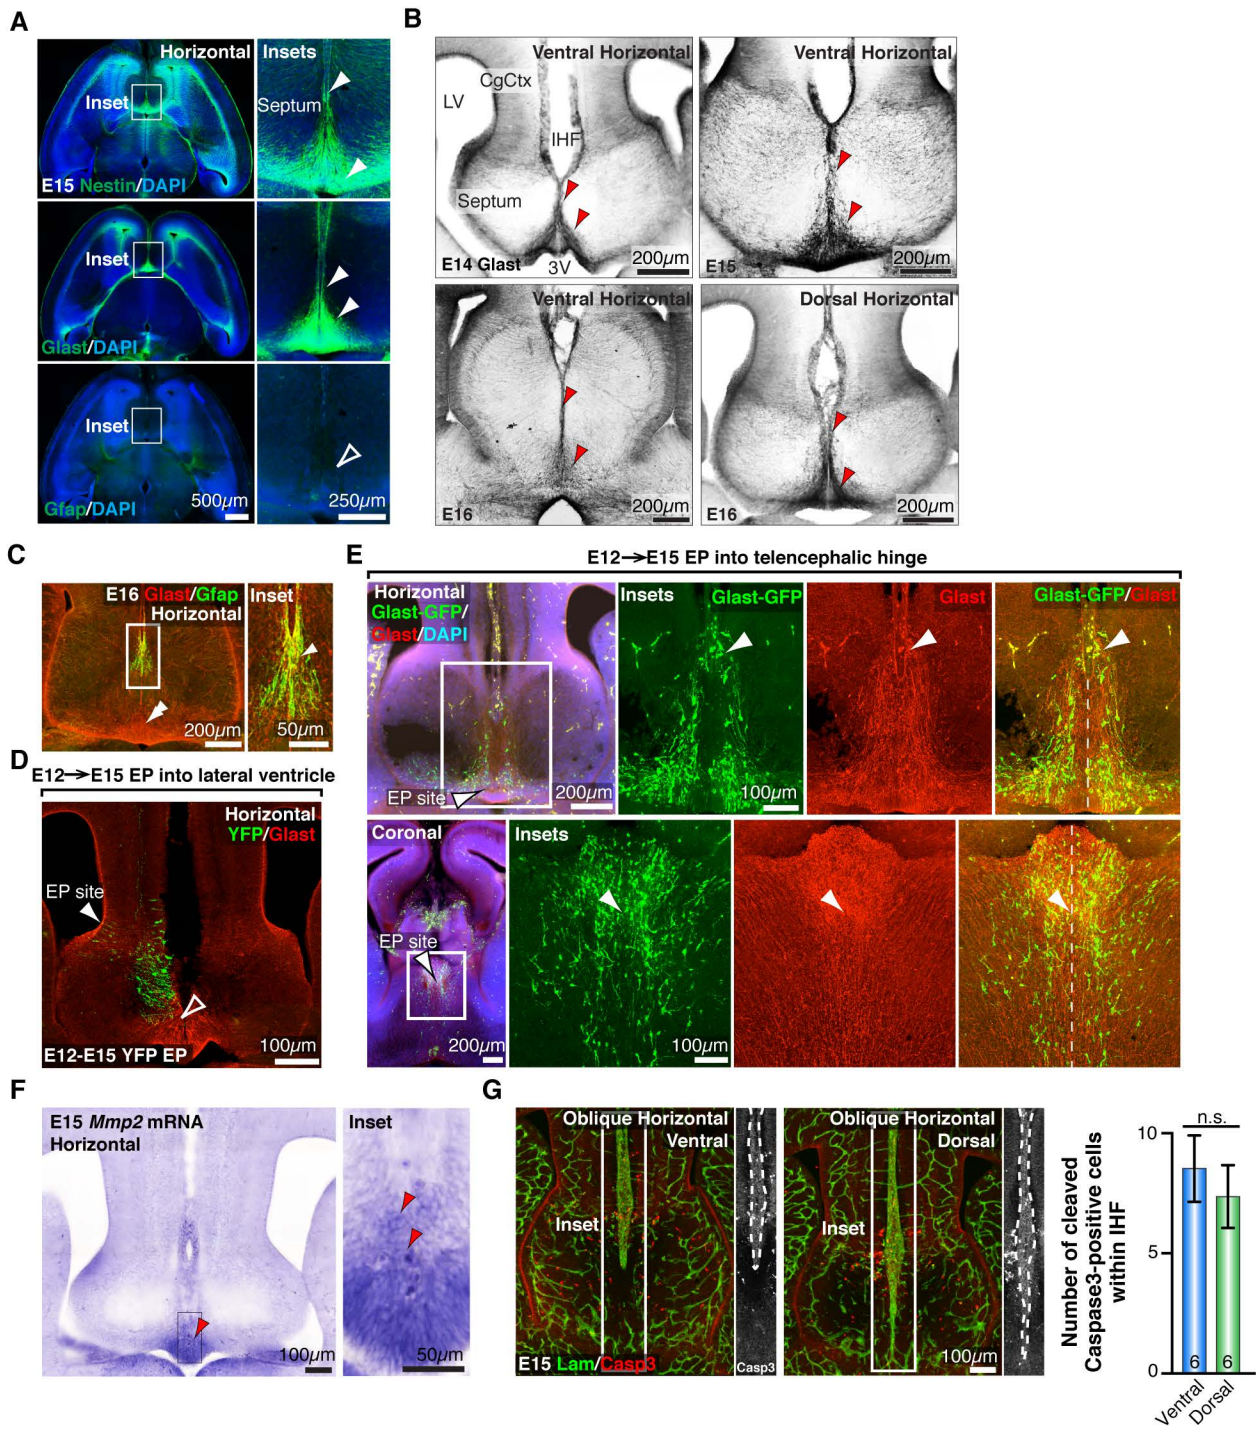 A
Horizontal
Insets
Inset
Septum
E15 Nestin/DAPI
Inset
Glast/DAPI
Inset
Gfap/DAPI
500µm
250µm
B
Ventral Horizontal
CgCtx
LV
IHF
Septum
E14 Glast
3V
200µm
Ventral Horizontal
E15
200µm
Ventral Horizontal
E16
200µm
Dorsal Horizontal
E16
200µm
C
E16 Glast/Gfap
Horizontal
200µm
Inset
50µm
D
E12→E15 EP into lateral ventricle
Horizontal
YFP/Glast
EP site
E12-E15 YFP EP
100µm
E
E12→E15 EP into telencephalic hinge
Horizontal
Glast-GFP/
Glast/DAPI
EP site
200µm
Insets
Glast-GFP
100µm
Glast
Glast-GFP/Glast
Coronal
EP site
200µm
Insets
100µm
F
E15 Mmp2 mRNA
Horizontal
100µm
Inset
50µm
G
Oblique Horizontal
Ventral
Inset
E15 Lam/Casp3
Casp3
Oblique Horizontal
Dorsal
Inset
100µm
Number of cleaved
Caspase3-positive cells
within IHF
n.s.
10
5
0
6
6
Ventral
Dorsal